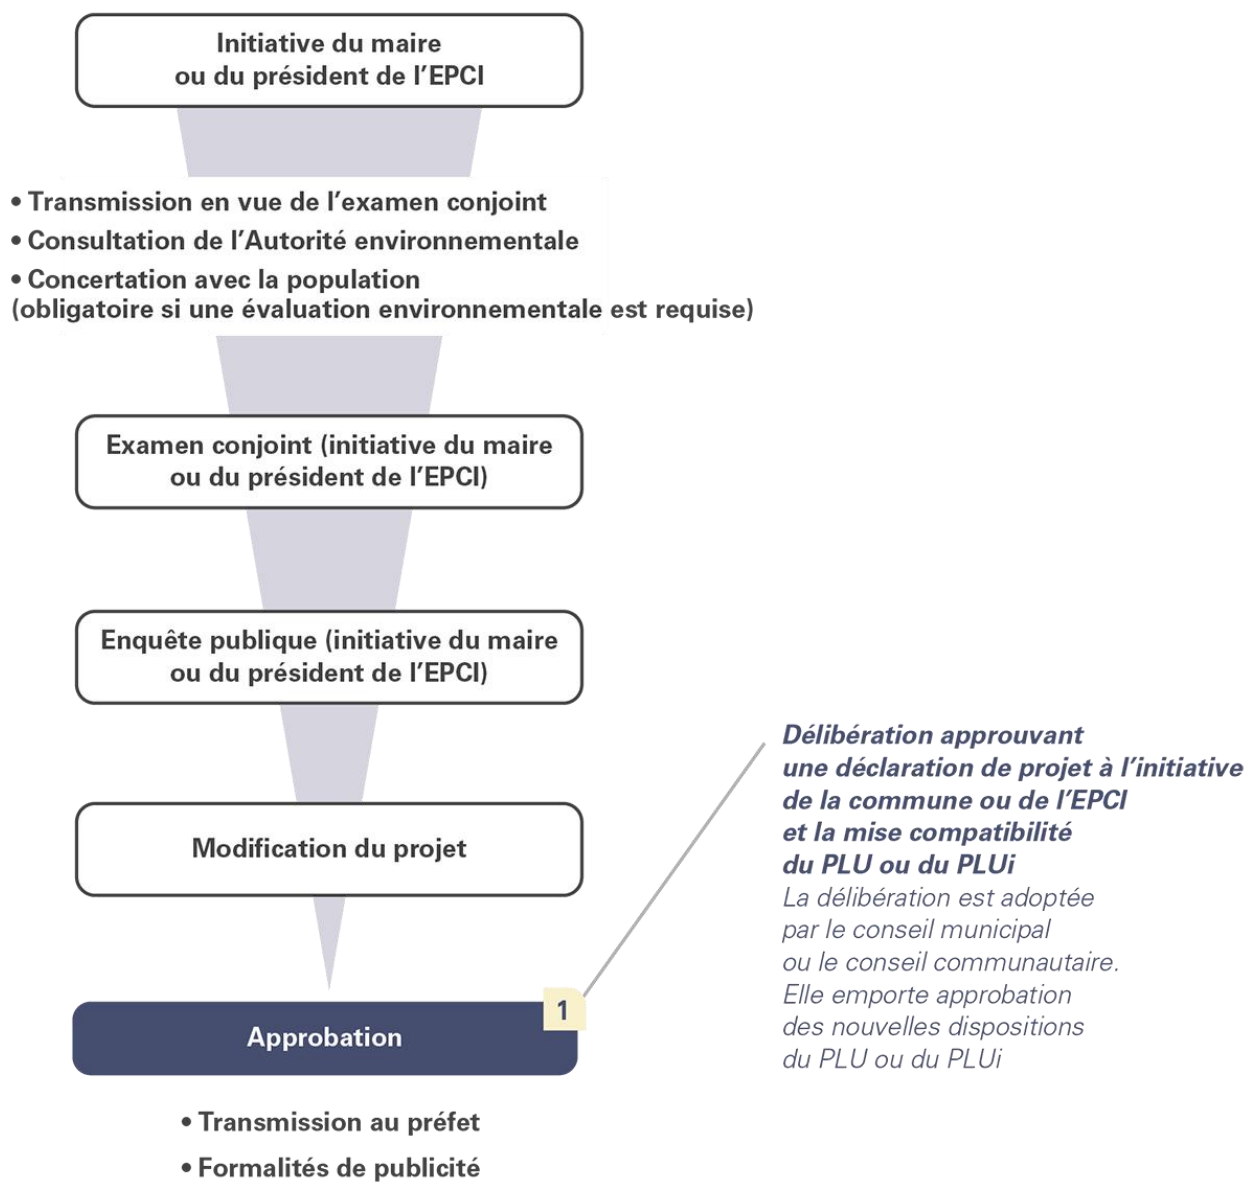 Initiative du maire
ou du président de l’EPCI
• Transmission en vue de l’examen conjoint
• Consultation de l’Autorité environnementale
• Concertation avec la population
(obligatoire si une évaluation environnementale est requise)
Examen conjoint (initiative du maire
ou du président de l’EPCI)
Enquête publique (initiative du maire
ou du président de l’EPCI)
Modification du projet
Approbation
1
Délibération approuvant
une déclaration de projet à l’initiative
de la commune ou de l’EPCI
et la mise compatibilité
du PLU ou du PLUi
La délibération est adoptée
par le conseil municipal
ou le conseil communautaire.
Elle emporte approbation
des nouvelles dispositions
du PLU ou du PLUi
• Transmission au préfet
• Formalités de publicité